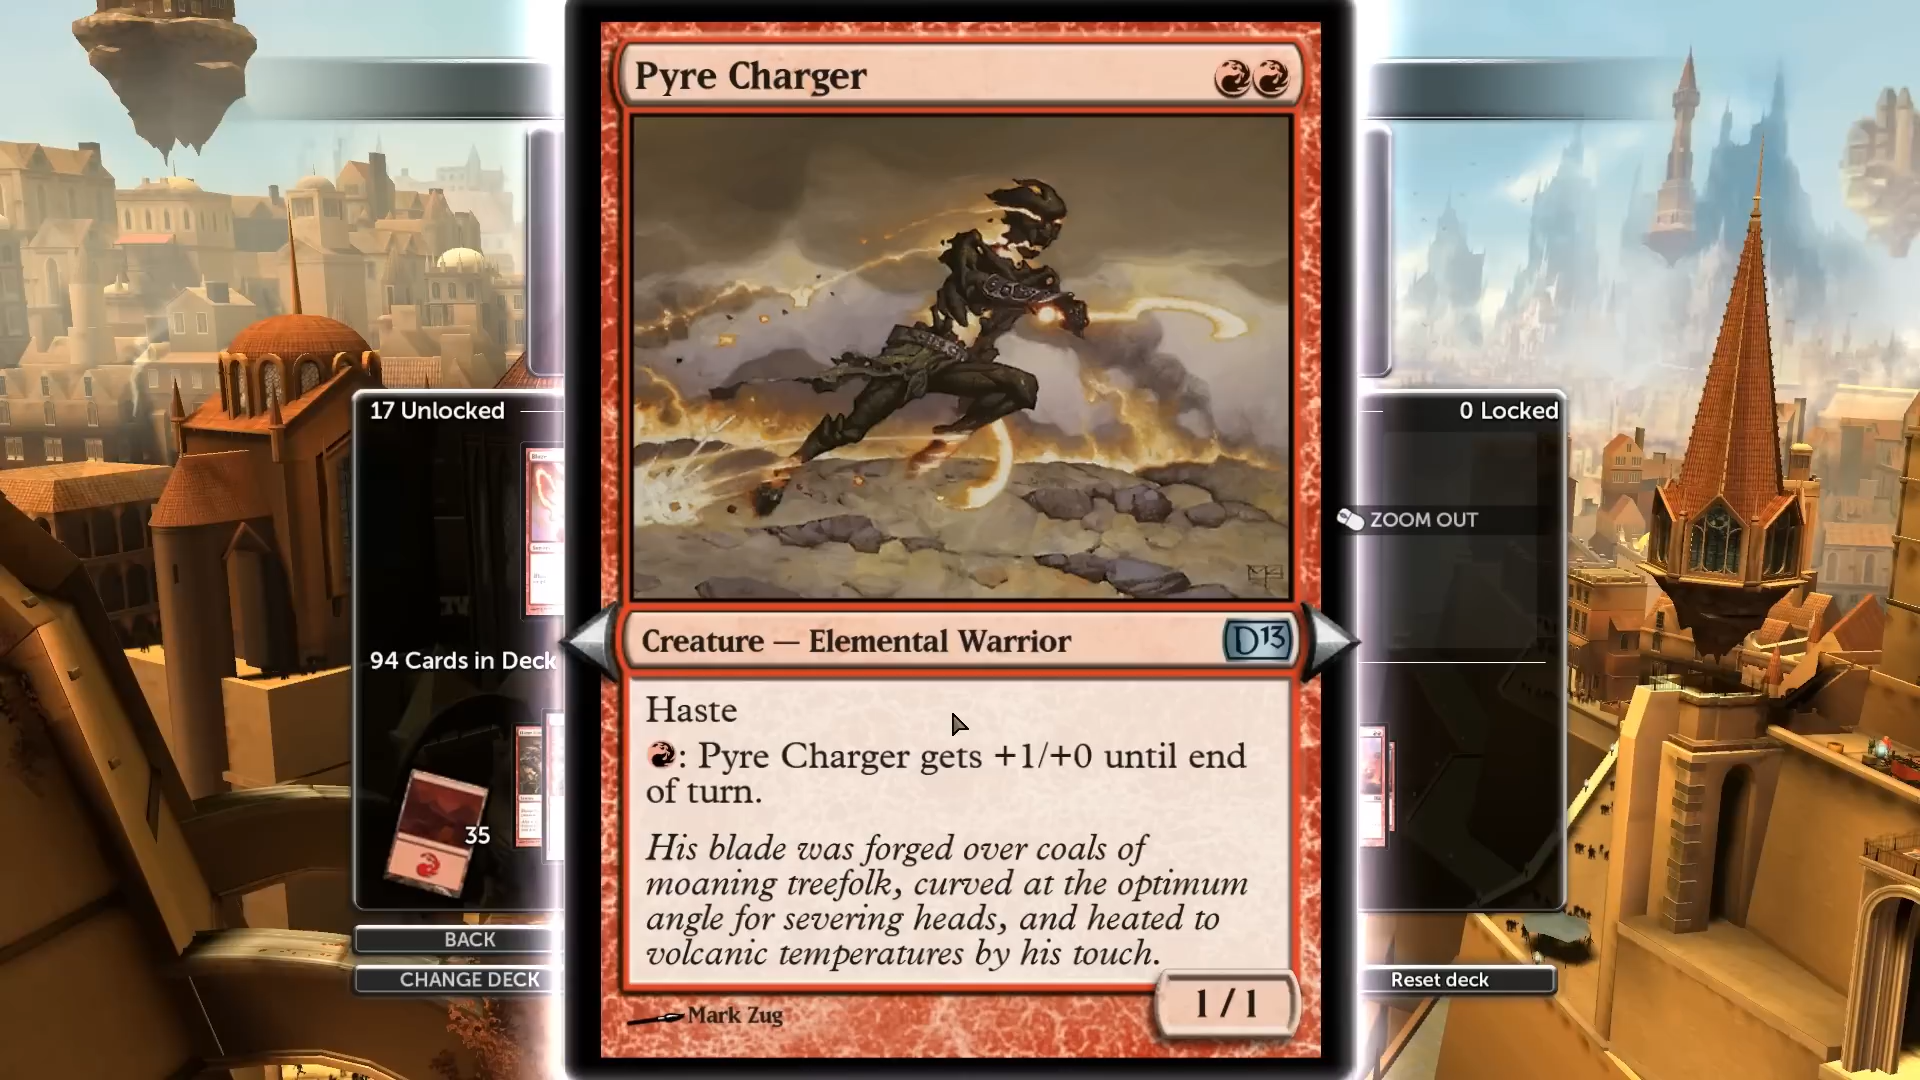 Pyre Charger
17 Unlocked
0 Locked
ZOOM OUT
Creature — Elemental Warrior
D13
94 Cards in Deck
Haste
: Pyre Charger gets +1/+0 until end
of turn.
35
His blade was forged over coals of
moaning treefolk, curved at the optimum
angle for severing heads, and heated to
volcanic temperatures by his touch.
BACK
CHANGE DECK
Reset deck
1/1
Mark Zug